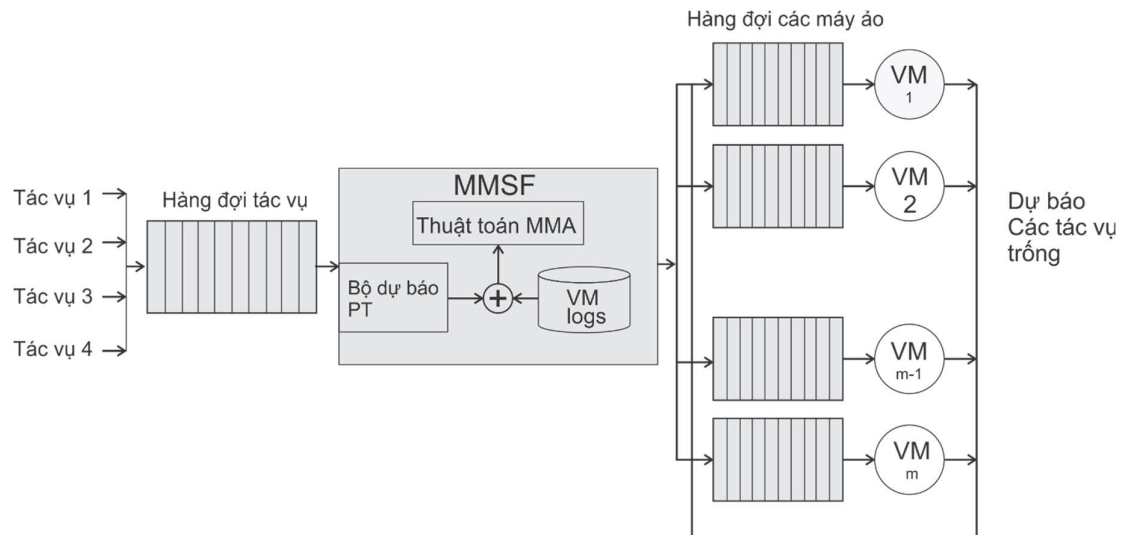 Hàng đợi các máy ảo
VM
1
Tác vụ 1
Tác vụ 2
Tác vụ 3
Tác vụ 4
Hàng đợi tác vụ
MMSF
Thuật toán MMA
Bộ dự báo
PT
+
VM
logs
VM
2
VM
m-1
VM
m
Dự báo
Các tác vụ
trống